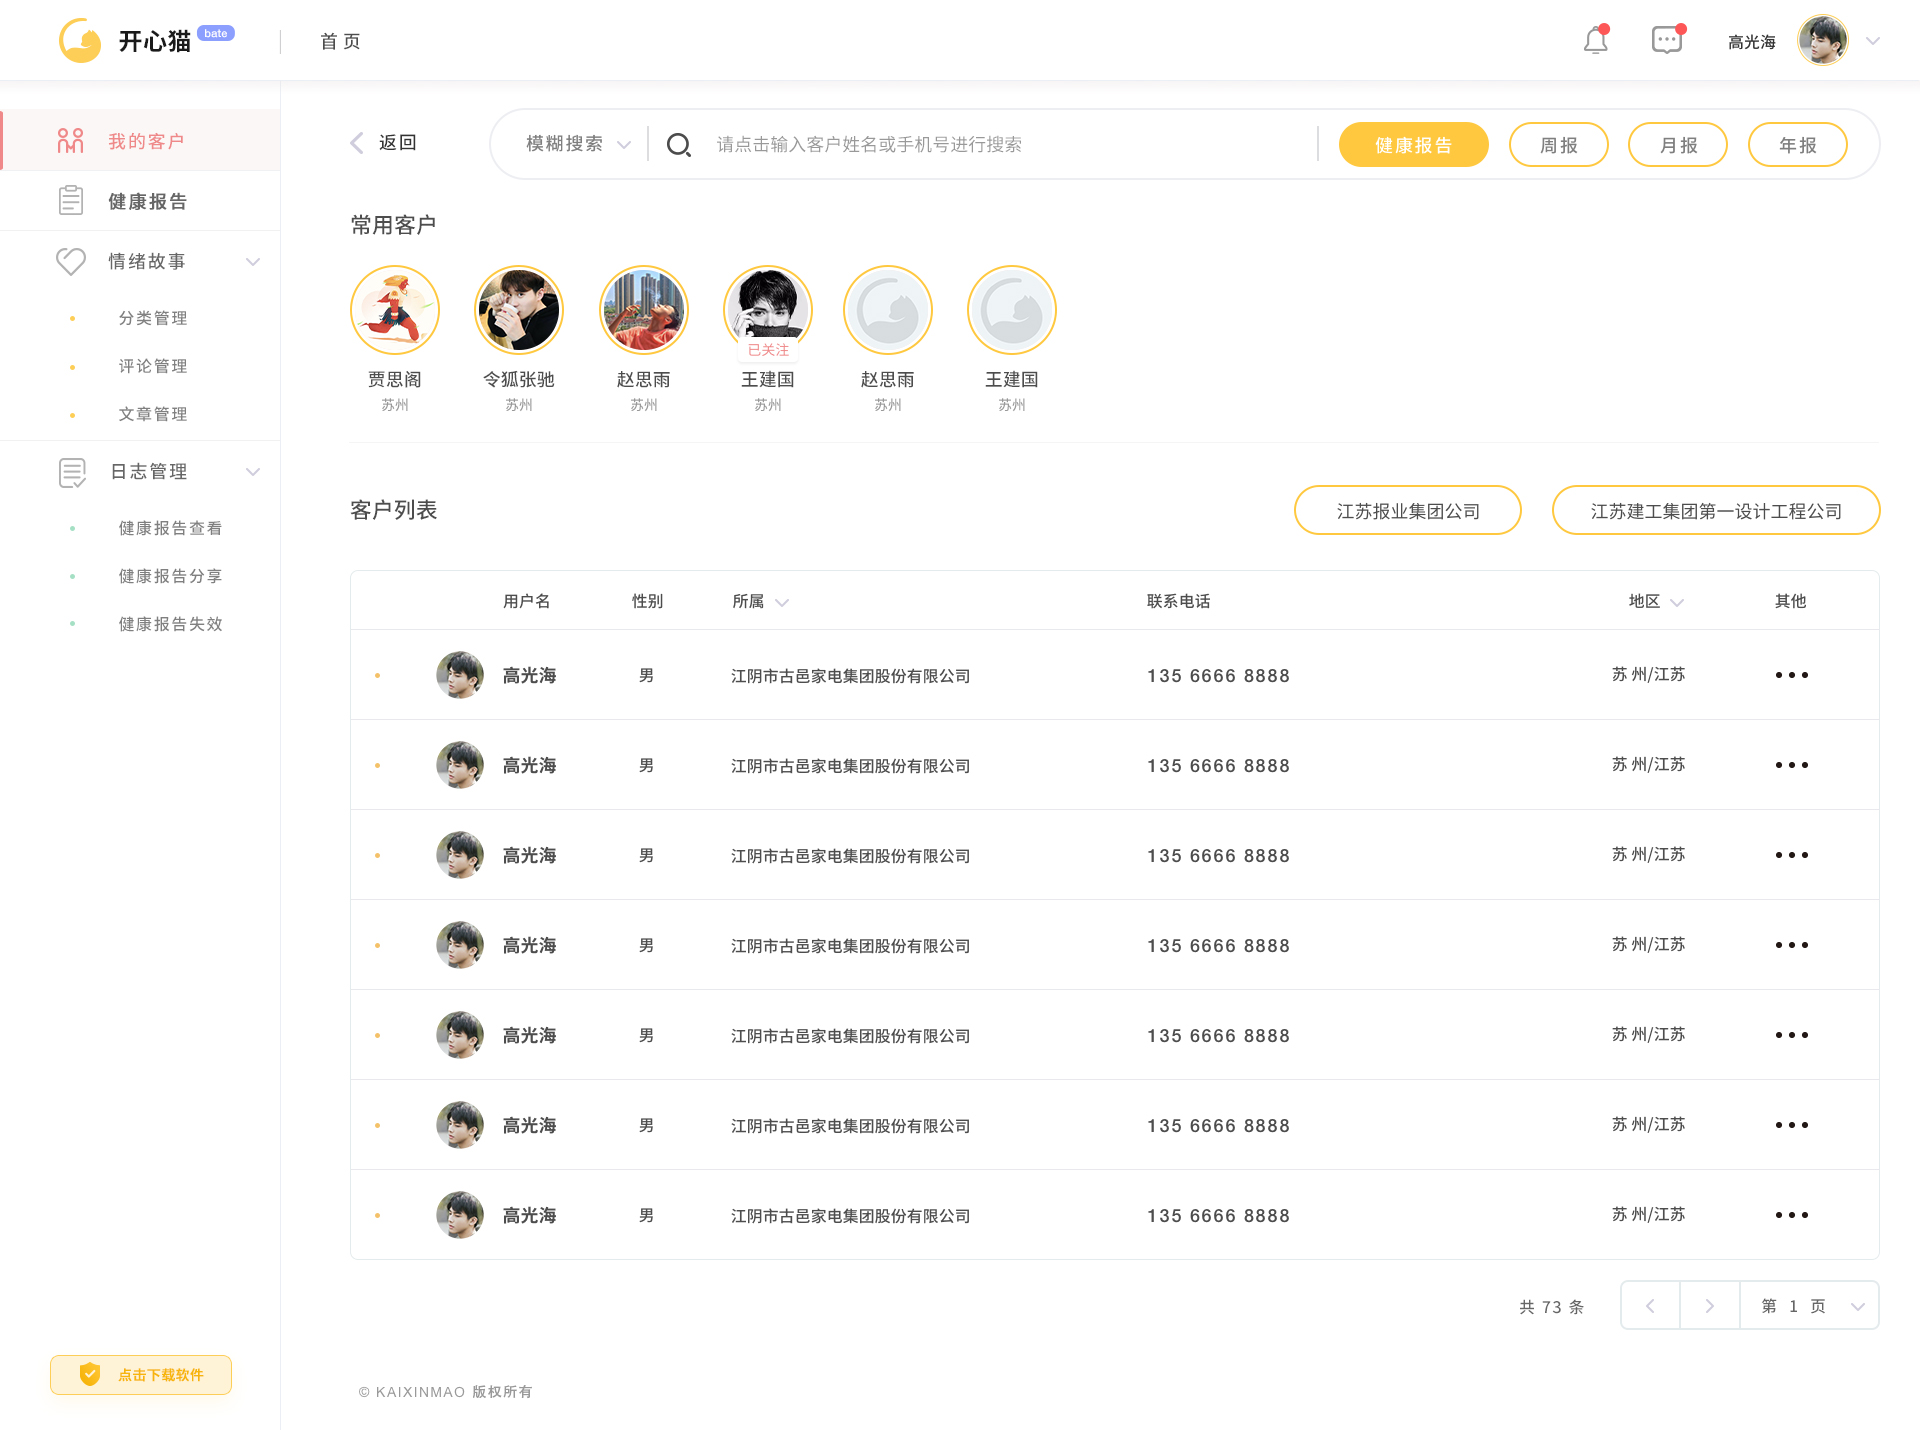 开心猫 bate 首 页 高光海
我的客户
健康报告
情绪故事
分类管理
评论管理
文章管理
日志管理
健康报告查看
健康报告分享
健康报告失效
点击下载软件
返回 模糊搜索 请点击输入客户姓名或手机号进行搜索 健康报告 周报 月报 年报
常用客户
已关注
贾思阁 令狐张驰 赵思雨 王建国 赵思雨 王建国
苏州 苏州 苏州 苏州 苏州 苏州
客户列表 江苏报业集团公司 江苏建工集团第一设计工程公司
用户名 性别 所属 联系电话 地区 其他
高光海 男 江阴市古邑家电集团股份有限公司 135 6666 8888 苏 州/江苏
高光海 男 江阴市古邑家电集团股份有限公司 135 6666 8888 苏 州/江苏
高光海 男 江阴市古邑家电集团股份有限公司 135 6666 8888 苏 州/江苏
高光海 男 江阴市古邑家电集团股份有限公司 135 6666 8888 苏 州/江苏
高光海 男 江阴市古邑家电集团股份有限公司 135 6666 8888 苏 州/江苏
高光海 男 江阴市古邑家电集团股份有限公司 135 6666 8888 苏 州/江苏
高光海 男 江阴市古邑家电集团股份有限公司 135 6666 8888 苏 州/江苏
共 73 条 第 1 页
© KAIXINMAO 版权所有